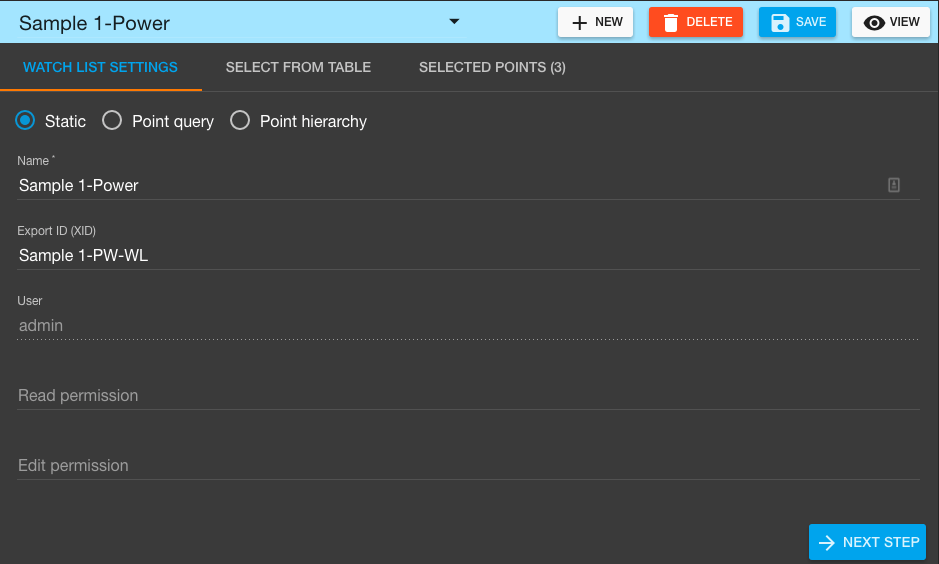 Sample 1-Power
NEW
DELETE
SAVE
VIEW
WATCH LIST SETTINGS
SELECT FROM TABLE
SELECTED POINTS (3)
Static
Point query
Point hierarchy
Name *
Sample 1-Power
Export ID (XID)
Sample 1-PW-WL
User
admin
Read permission
Edit permission
NEXT STEP